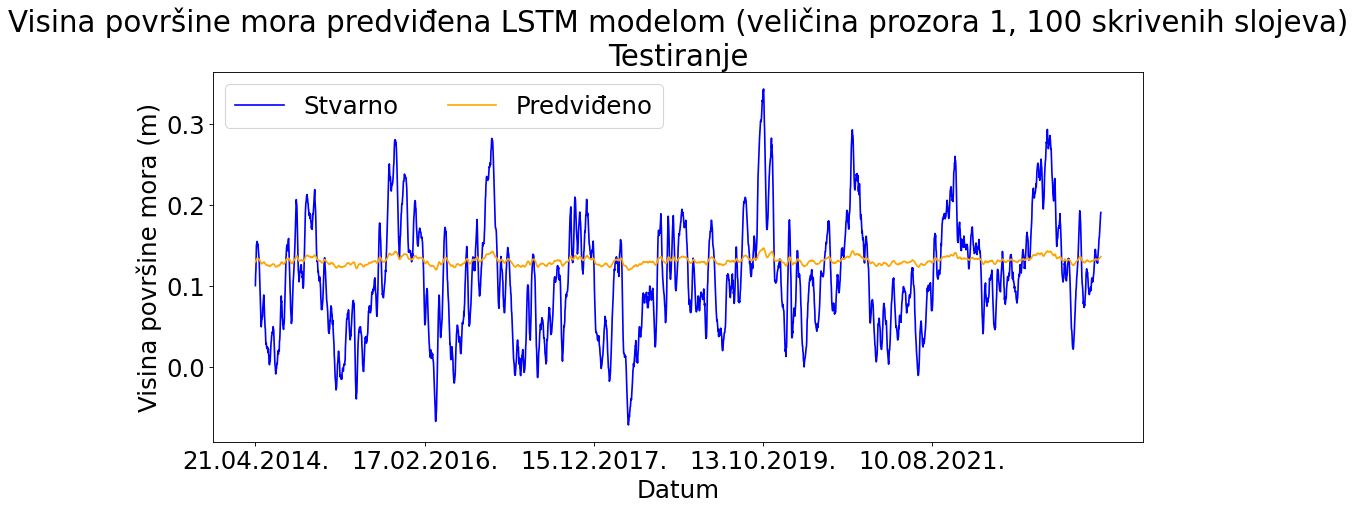 Visina površine mora predviđena LSTM modelom (veličina prozora 1, 100 skrivenih slojeva)
Testiranje
Stvarno Predviđeno
Visina površine mora (m)
0.3
0.2
0.1
0.0
21.04.2014. 17.02.2016. 15.12.2017. 13.10.2019. 10.08.2021.
Datum